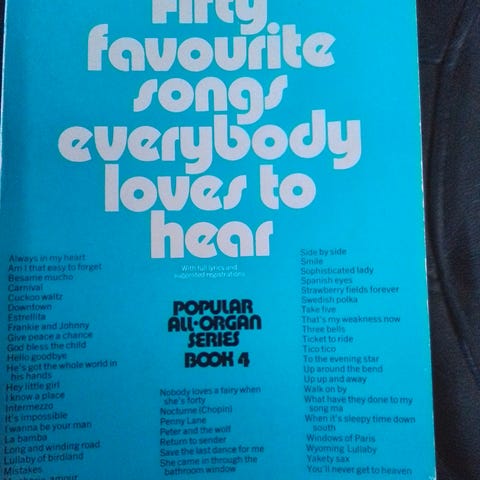 Fifty
favourite
songs
everybody
loves to
hear
With full lyrics and
suggested registrations
POPULAR
ALL·ORGAN
SERIES
BOOK 4
Always in my heart
Am I that easy to forget
Besame mucho
Carnival
Cuckoo waltz
Downtown
Estrellita
Frankie and Johnny
Give peace a chance
God bless the child
Hello goodbye
He's got the whole world in
his hands
Hey little girl
I know a place
Intermezzo
It's impossible
I wanna be your man
La bamba
Long and winding road
Lullaby of birdland
Mistakes
amour
Nobody loves a fairy when
she's forty
Nocturne (Chopin)
Penny Lane
Peter and the wolf
Return to sender
Save the last dance for me
She came in through the
bathroom window
Side by side
Smile
Sophisticated lady
Spanish eyes
Strawberry fields forever
Swedish polka
Take five
That's my weakness now
Three bells
Ticket to ride
Tico tico
To the evening star
Up around the bend
Up up and away
Walk on by
What have they done to my
song ma
When it's sleepy time down
south
Windows of Paris
Wyoming Lullaby
Yakety sax
You'll never get to heaven